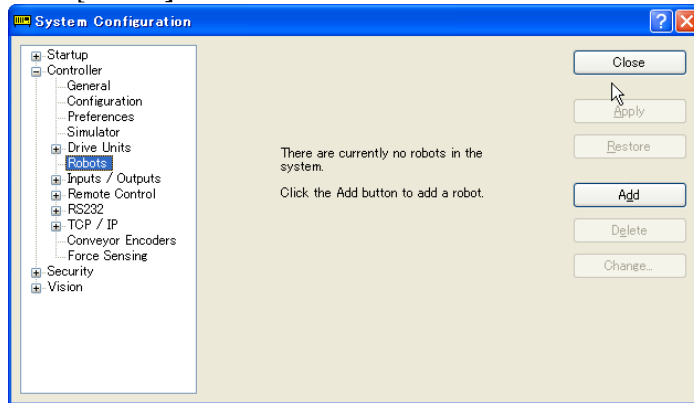 System Configuration
Startup
Controller
General
Configuration
Preferences
Simulator
Drive Units
Robots
Inputs / Outputs
Remote Control
RS232
TCP / IP
Conveyor Encoders
Force Sensing
Security
Vision
There are currently no robots in the
system.
Click the Add button to add a robot.
Close
Apply
Restore
Add
Delete
Change...